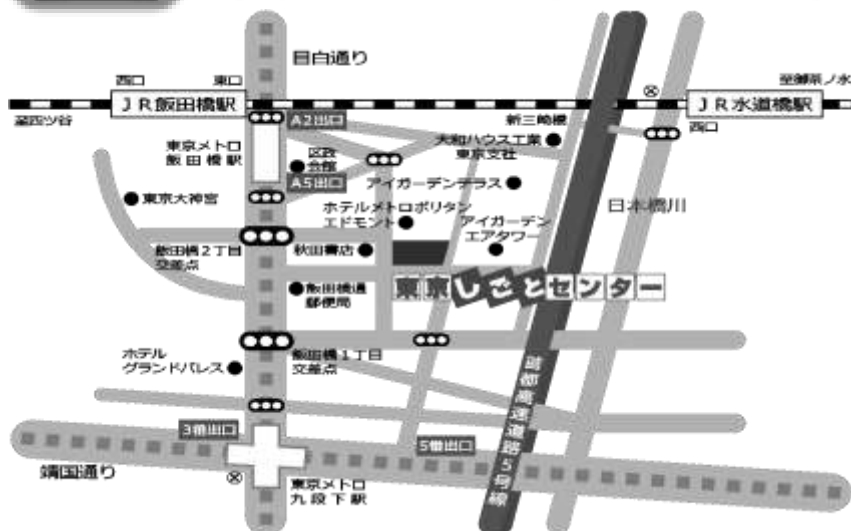 目白通り
西口
東口
至御茶ノ水
JR飯田橋駅
JR水道橋駅
至四ツ谷
A2出口
新三崎橋
西口
東京メトロ
飯田橋駅
区政
会館
大和ハウス工業
東京支社
A5出口
アイガーデンテラス
東京大神宮
ホテルメトロポリタン
エドモント
日本橋川
アイガーデン
エアタワー
飯田橋2丁目
交差点
秋田書店
東京しごとセンター
飯田橋通
郵便局
ホテル
グランドパレス
飯田橋1丁目
交差点
首都高速道路5号線
3番出口
5番出口
靖国通り
東京メトロ
九段下駅